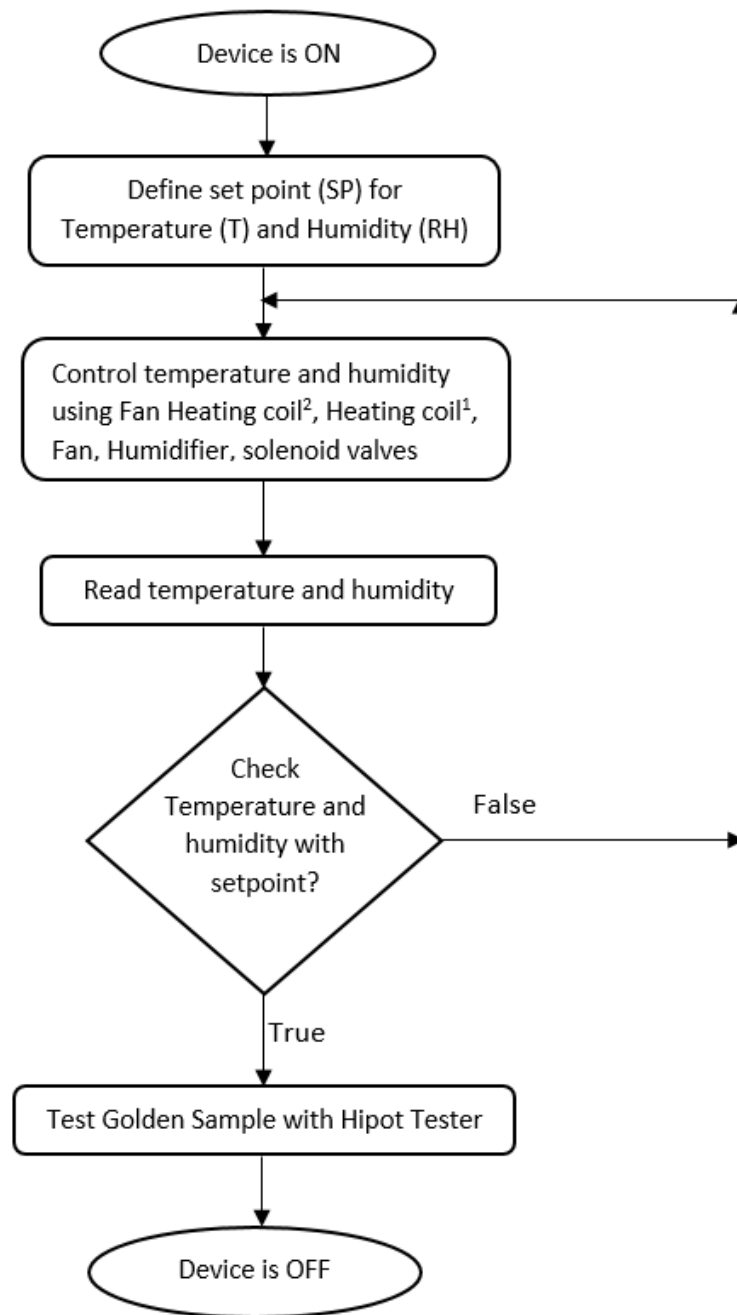 Device is ON
Define set point (SP) for
Temperature (T) and Humidity (RH)
Control temperature and humidity
using Fan Heating coil², Heating coil¹,
Fan, Humidifier, solenoid valves
Read temperature and humidity
Check
Temperature and
humidity with
setpoint?
False
True
Test Golden Sample with Hipot Tester
Device is OFF